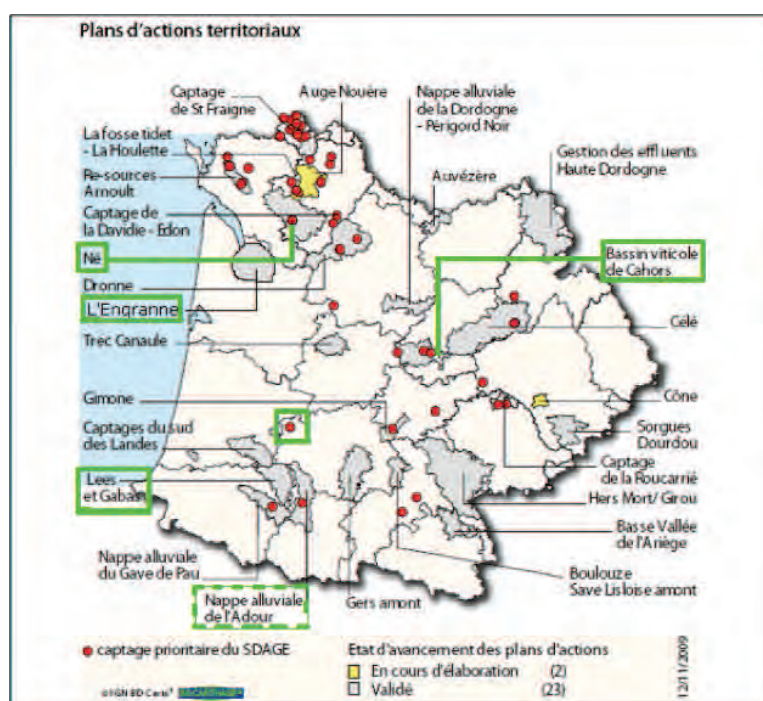 Plans d'actions territoriaux
Captage
de St Fraigne
Auge Nouère
Nappe alluviale
de la Dordogne
- Périgord Noir
La fosse tidet
- La Houlette
Gestion des effluents
Haute Dordogne
Re-sources
Arnoult
Auvézère
Captage de
la Davidie - Edon
Né
Bassin viticole
de Cahors
Dronne
L'Engranne
Célé
Trec Canaule
Gimone
Cône
Captages du sud
des Landes
Sorgues
Dourdou
Captage
de la Roucarrié
Lees
et Gabas
Hers Mort/ Girou
Basse Vallée
de l'Ariège
Nappe alluviale
du Gave de Pau
Boulouze
Save Lisloise amont
Nappe alluviale
de l'Adour
Gers amont
captage prioritaire du SDAGE
Etat d'avancement des plans d'actions
En cours d'élaboration (2)
Validé (23)
12/11/2009
© IGN BD Carto®